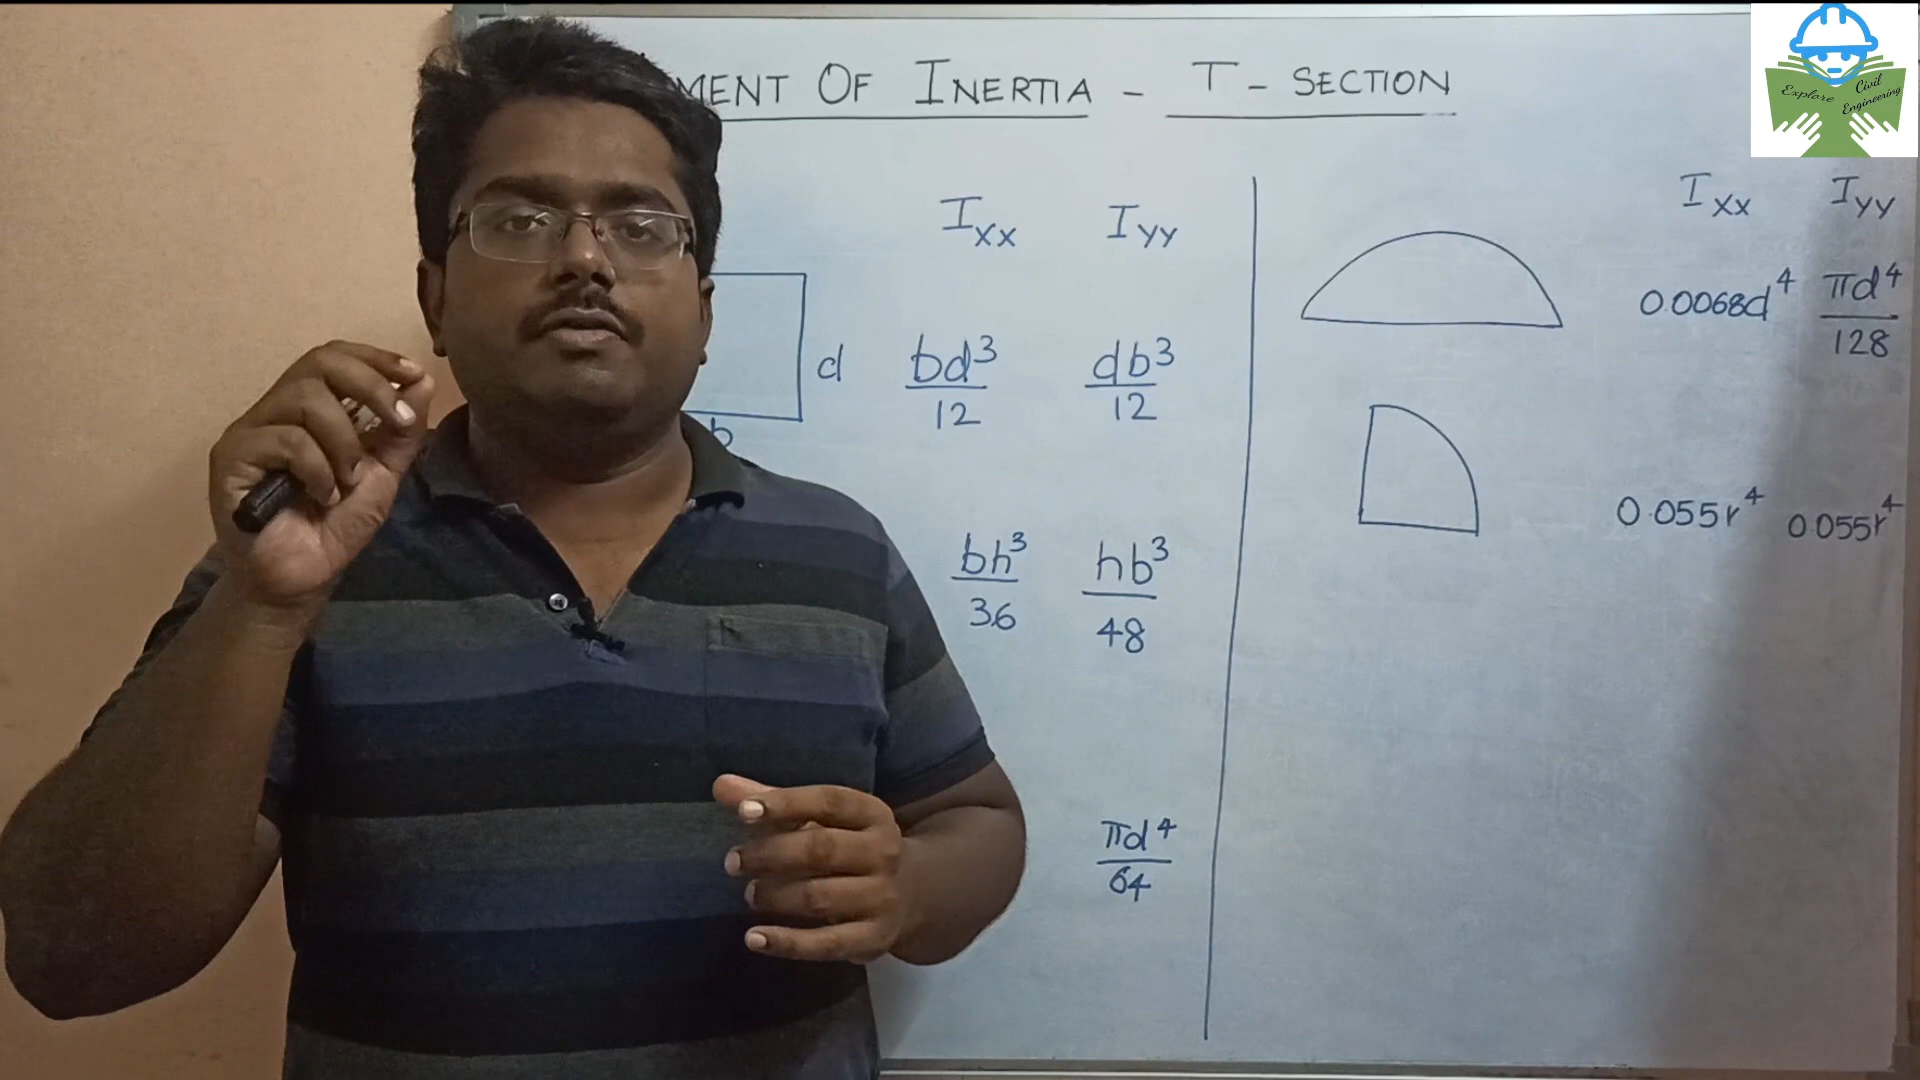 MENT OF INERTIA - T - SECTION
Explore Civil Engineering
Ixx Iyy
d bd³/12 db³/12
b
bh³/36 hb³/48
πd⁴/64
Ixx Iyy
0.0068d⁴ πd⁴/128
0.055r⁴ 0.055r⁴